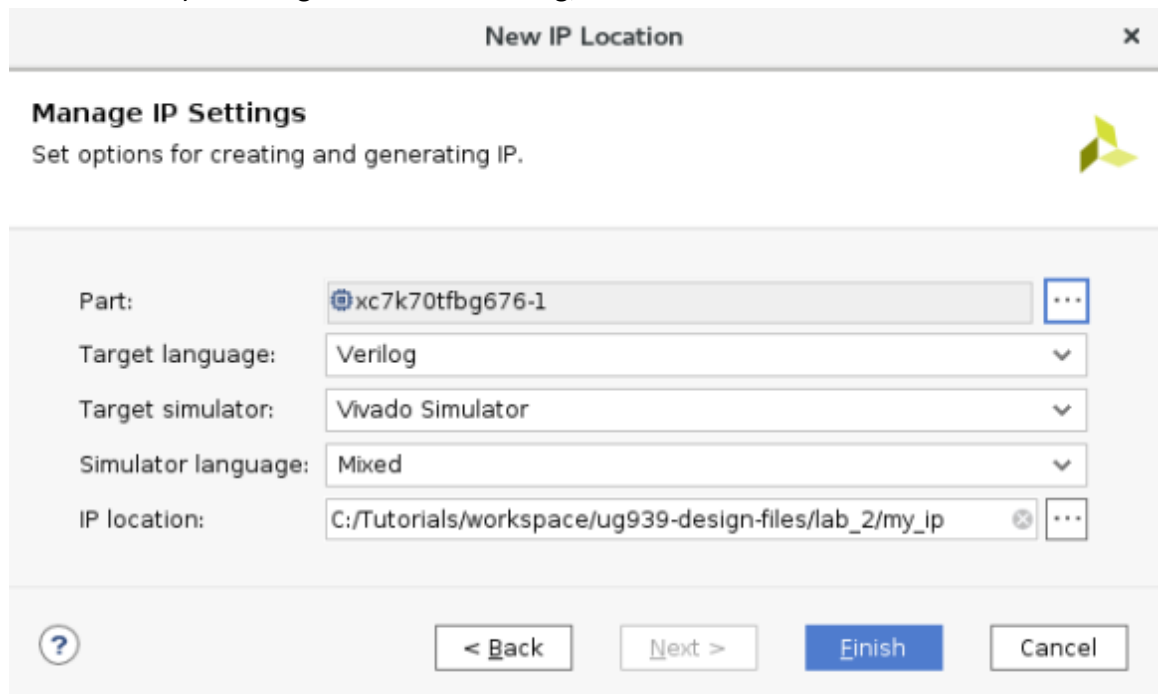 New IP Location ×
Manage IP Settings
Set options for creating and generating IP.
Part: xc7k70tfbg676-1 ...
Target language: Verilog
Target simulator: Vivado Simulator
Simulator language: Mixed
IP location: C:/Tutorials/workspace/ug939-design-files/lab_2/my_ip ...
? < Back Next > Finish Cancel